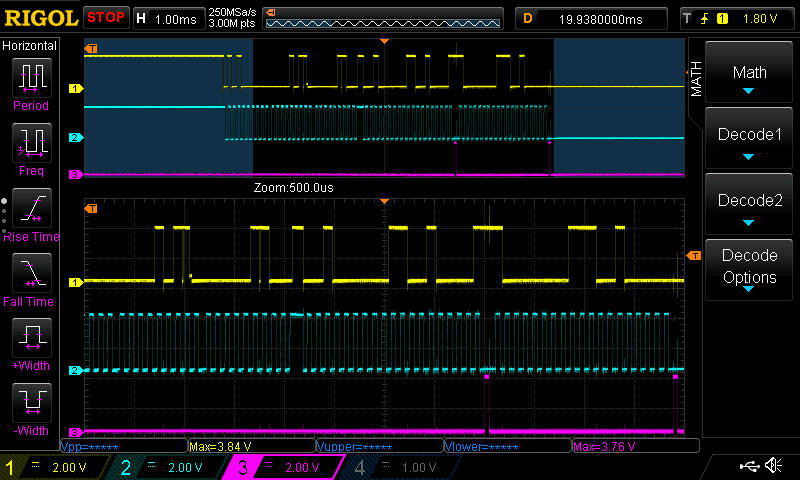 RIGOL STOP H 1.00ms 250MSa/s 3.00M pts D 19.9380000ms T 1 1.80 V
Horizontal
Period
Freq
Rise Time
Fall Time
+Width
-Width
T
1
2
3
Zoom:500.0us
T
1
T
2
3
MATH
Math
Decode1
Decode2
Decode
Options
Vpp=***** Max=3.84 V Vupper=***** Vlower=***** Max=3.76 V
1 = 2.00 V 2 = 2.00 V 3 = 2.00 V 4 = 1.00 V